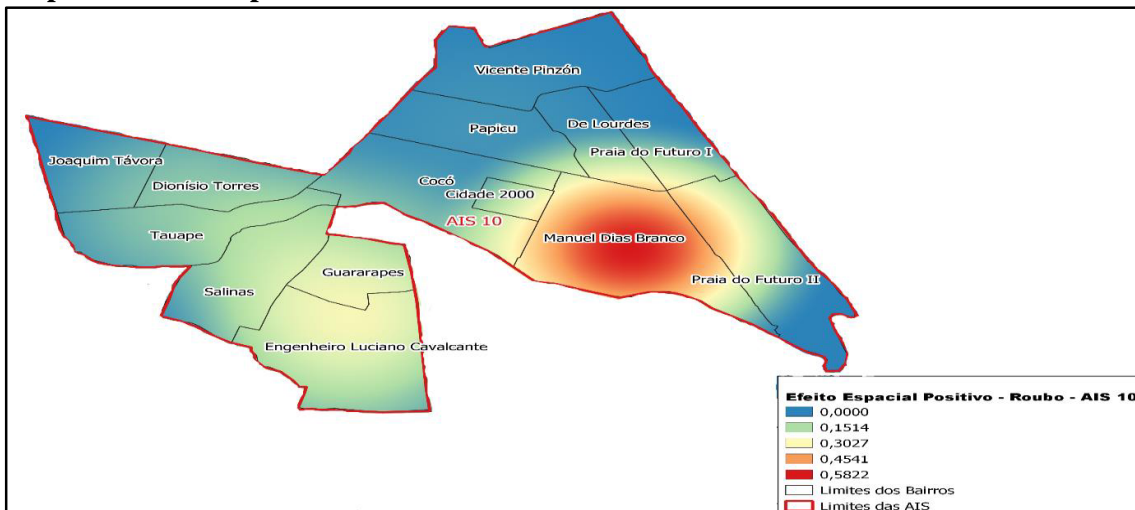 Vicente Pinzón
Papicu
De Lourdes
Joaquim Távora
Praia do Futuro I
Dionísio Torres
Cocó
Cidade 2000
AIS 10
Tauape
Manuel Dias Branco
Guararapes
Praia do Futuro II
Salinas
Engenheiro Luciano Cavalcante
Efeito Espacial Positivo - Roubo - AIS 10
0,0000
0,1514
0,3027
0,4541
0,5822
Limites dos Bairros
Limites das AIS